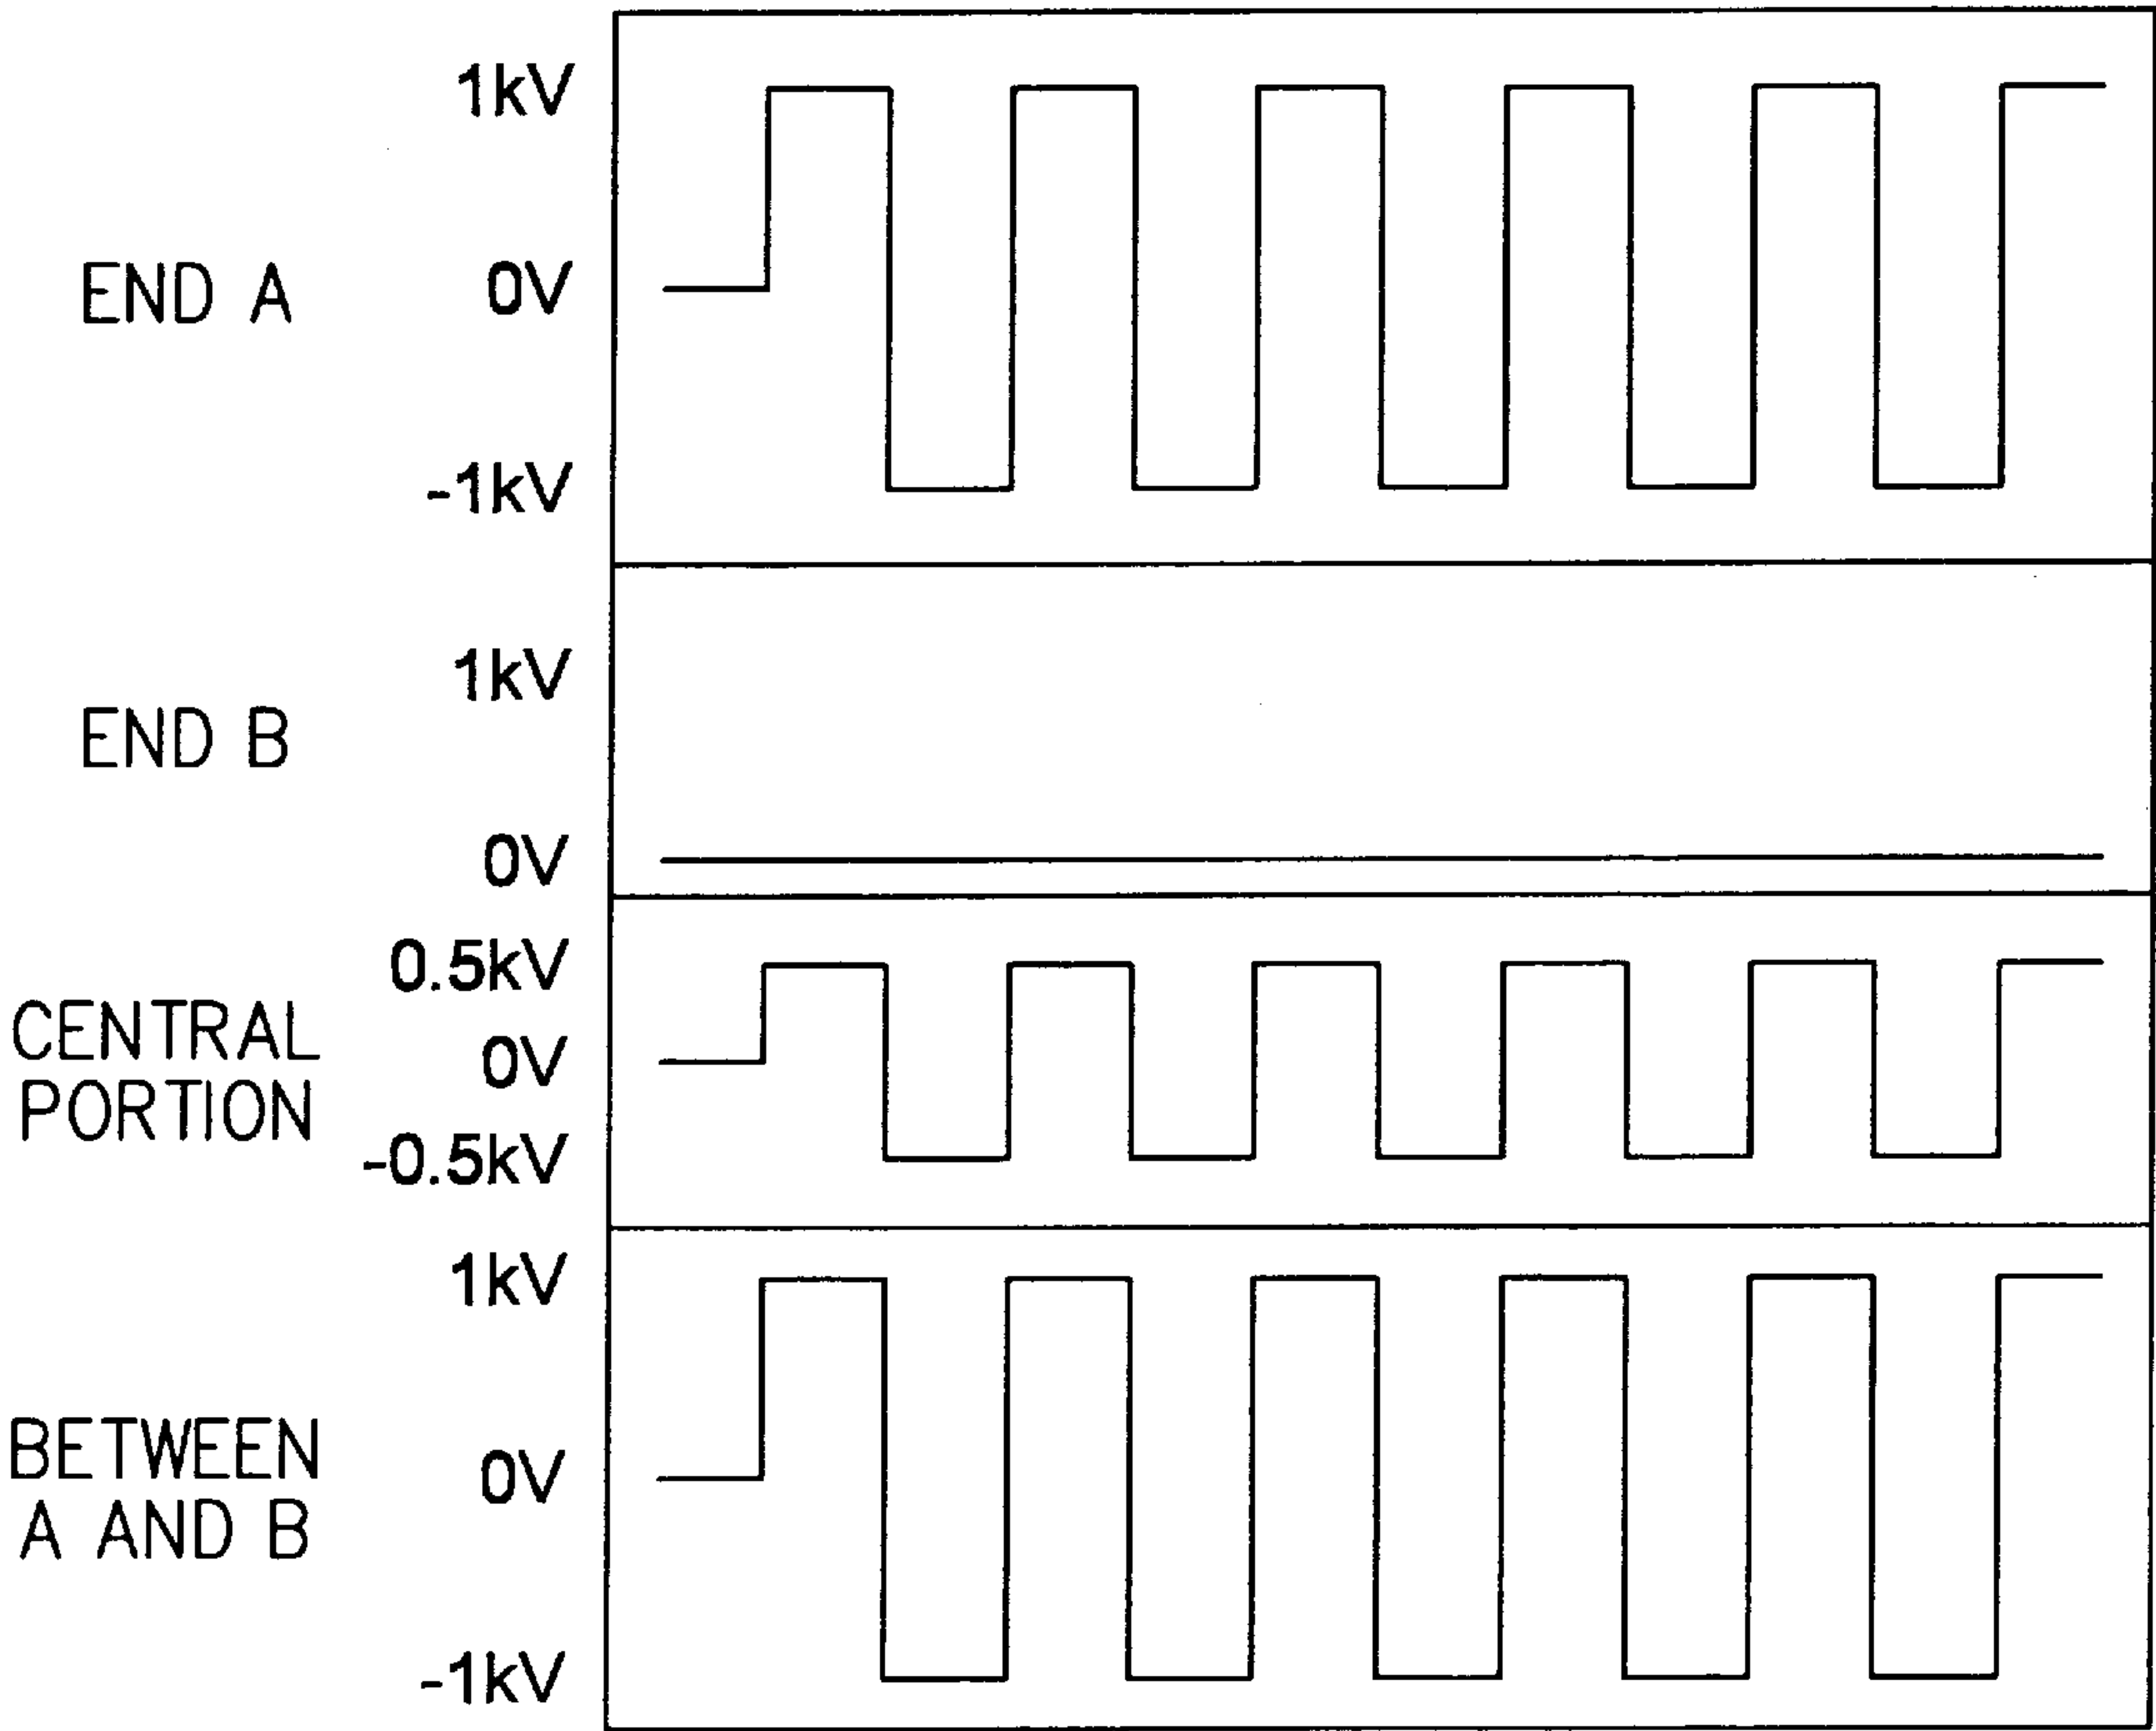 1kV
END A
0V
-1kV
1kV
END B
0V
0.5kV
CENTRAL
PORTION
0V
-0.5kV
1kV
BETWEEN
A AND B
0V
-1kV